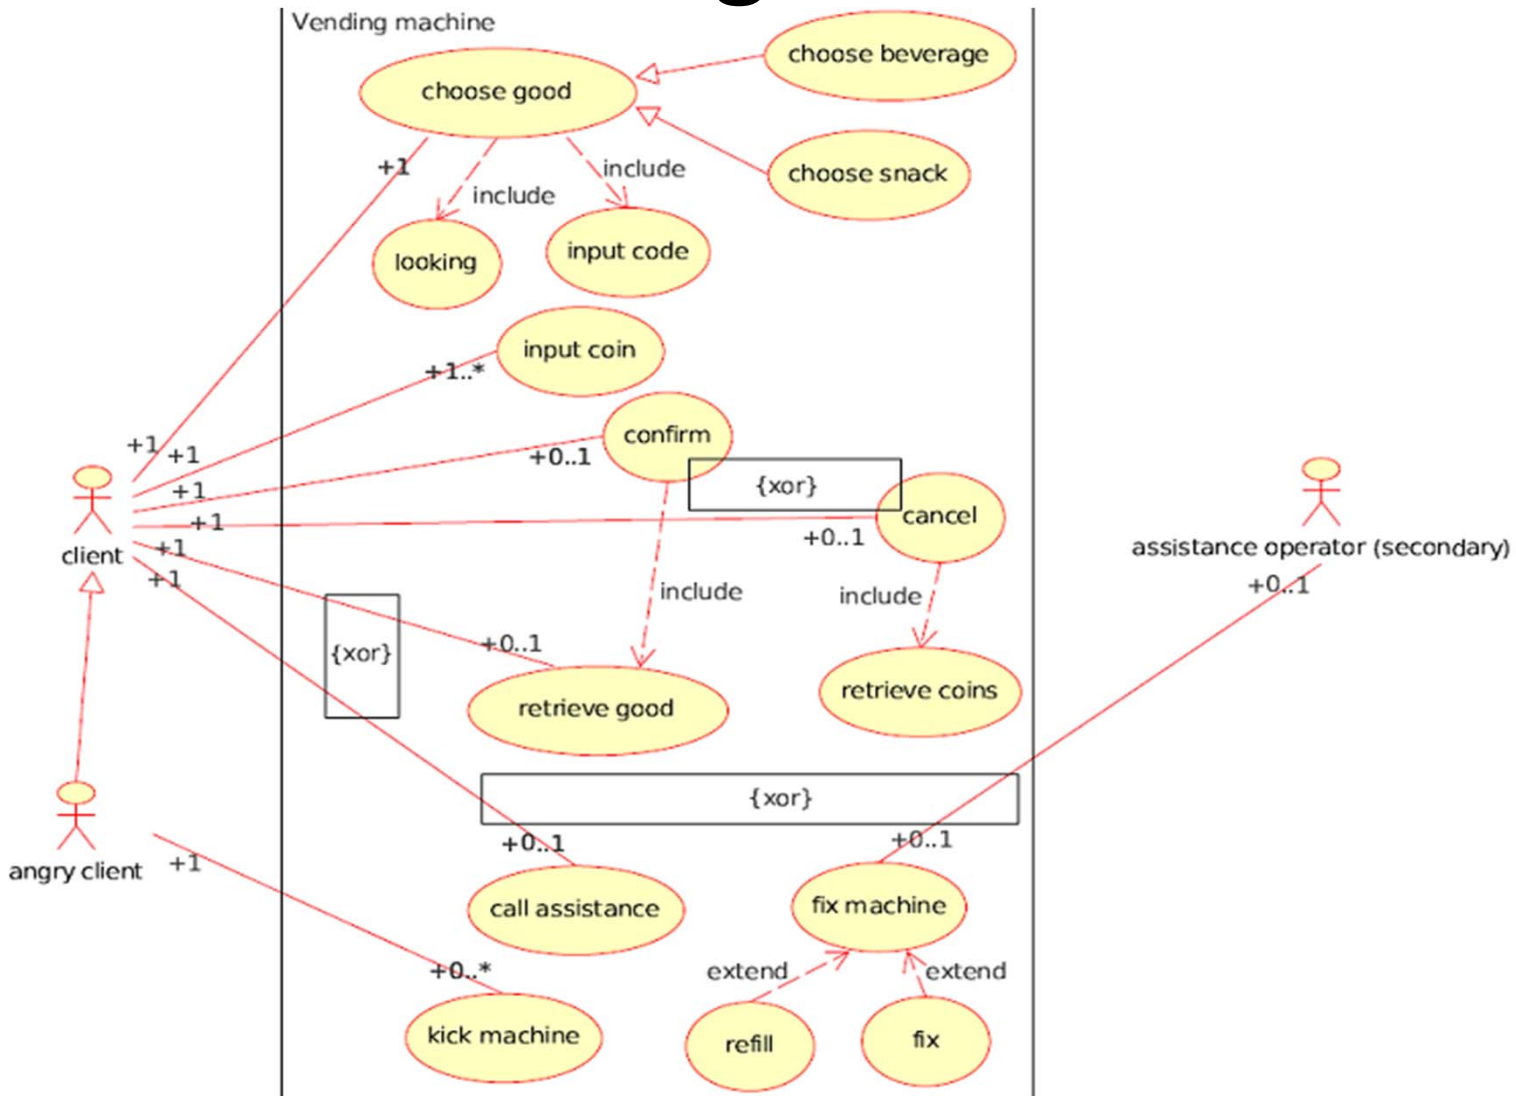 Vending machine
choose beverage
choose good
choose snack
+1
include
include
looking
input code
input coin
+1..*
confirm
+0..1
{xor}
cancel
+0..1
+1
+1
+1
+1
+1
+1
client
assistance operator (secondary)
+0..1
include
include
{xor}
+0..1
retrieve good
retrieve coins
{xor}
+0..1
+0..1
angry client
+1
call assistance
fix machine
+0..*
extend
extend
kick machine
refill
fix